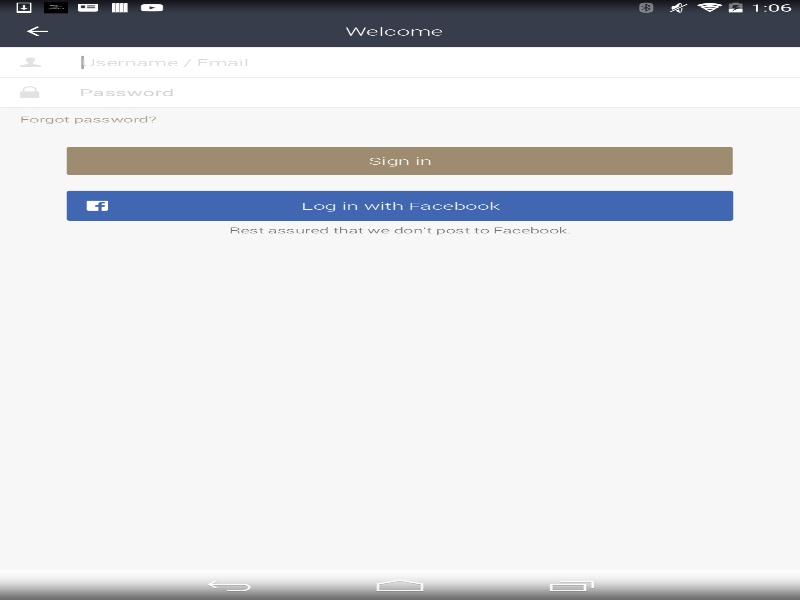 1:06
Welcome
Username / Email
Password
Forgot password?
Sign in
Log in with Facebook
Rest assured that we don't post to Facebook.